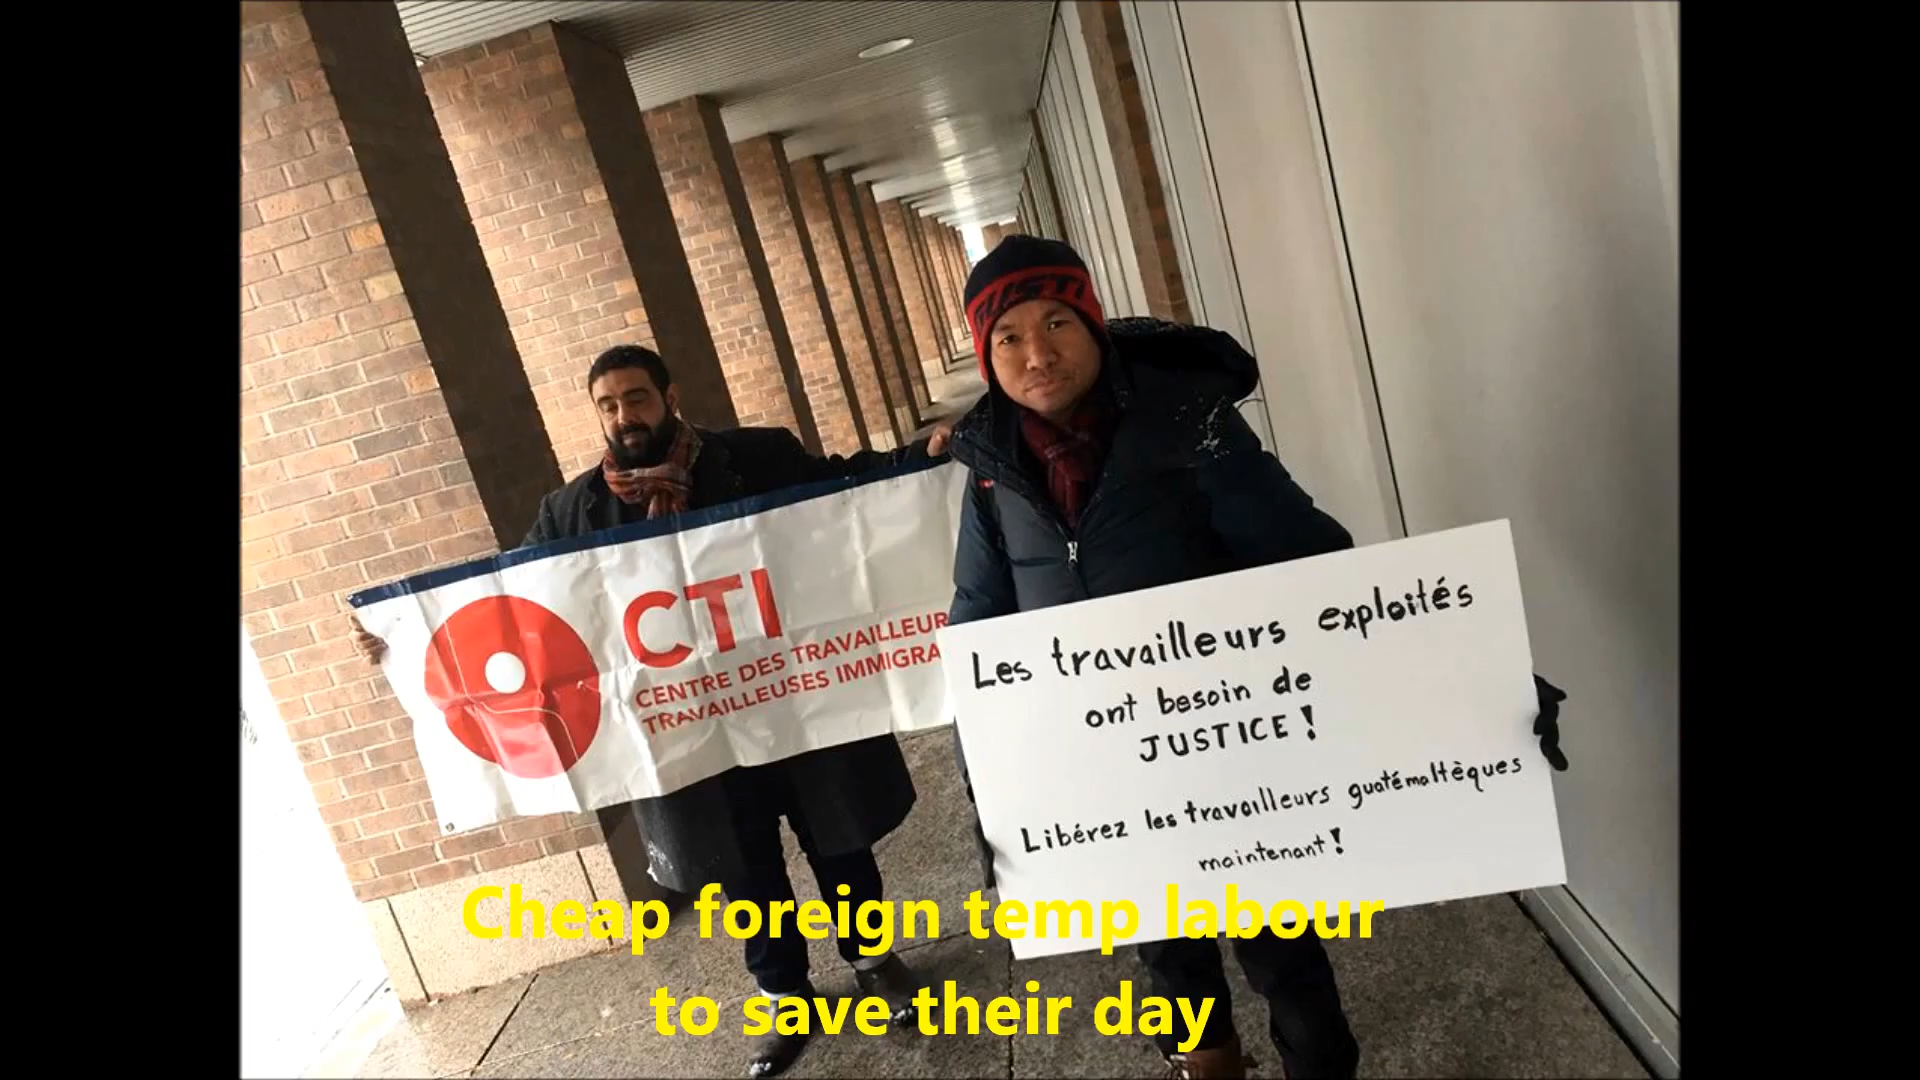 CTI
CENTRE DES TRAVAILLEUR
TRAVAILLEUSES IMMIGRA
Les travailleurs exploités
ont besoin de
JUSTICE !
Libérez les travailleurs guatémaltèques
maintenant !
Cheap foreign temp labour
to save their day